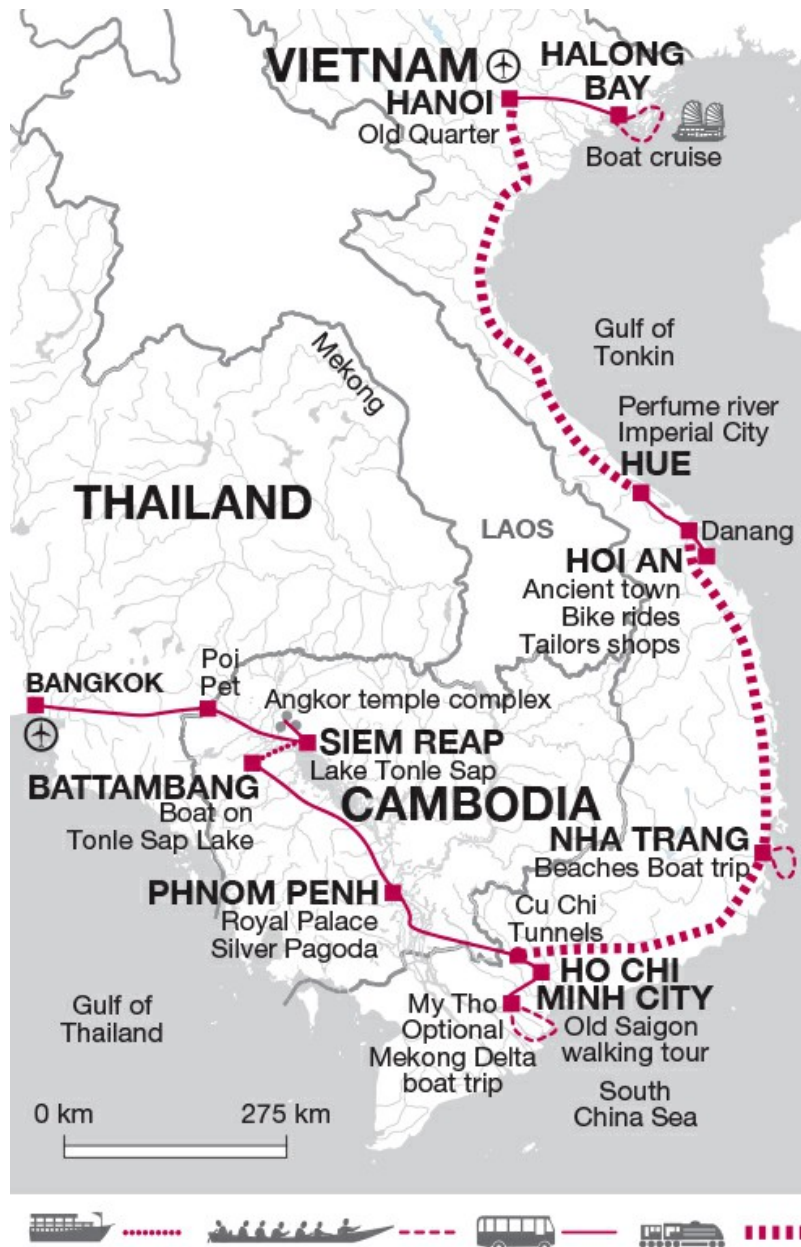 VIETNAM
HANOI
Old Quarter
HALONG
BAY
Boat cruise
Gulf of
Tonkin
Mekong
Perfume river
Imperial City
HUE
THAILAND
LAOS
Danang
HOI AN
Ancient town
Bike rides
Tailors shops
BANGKOK
Poi
Pet
Angkor temple complex
SIEM REAP
Lake Tonle Sap
BATTAMBANG
Boat on
Tonle Sap Lake
CAMBODIA
NHA TRANG
Beaches Boat trip
PHNOM PENH
Royal Palace
Silver Pagoda
Cu Chi
Tunnels
HO CHI
MINH CITY
Old Saigon
walking tour
My Tho
Optional
Mekong Delta
boat trip
Gulf of
Thailand
South
China Sea
0 km 275 km